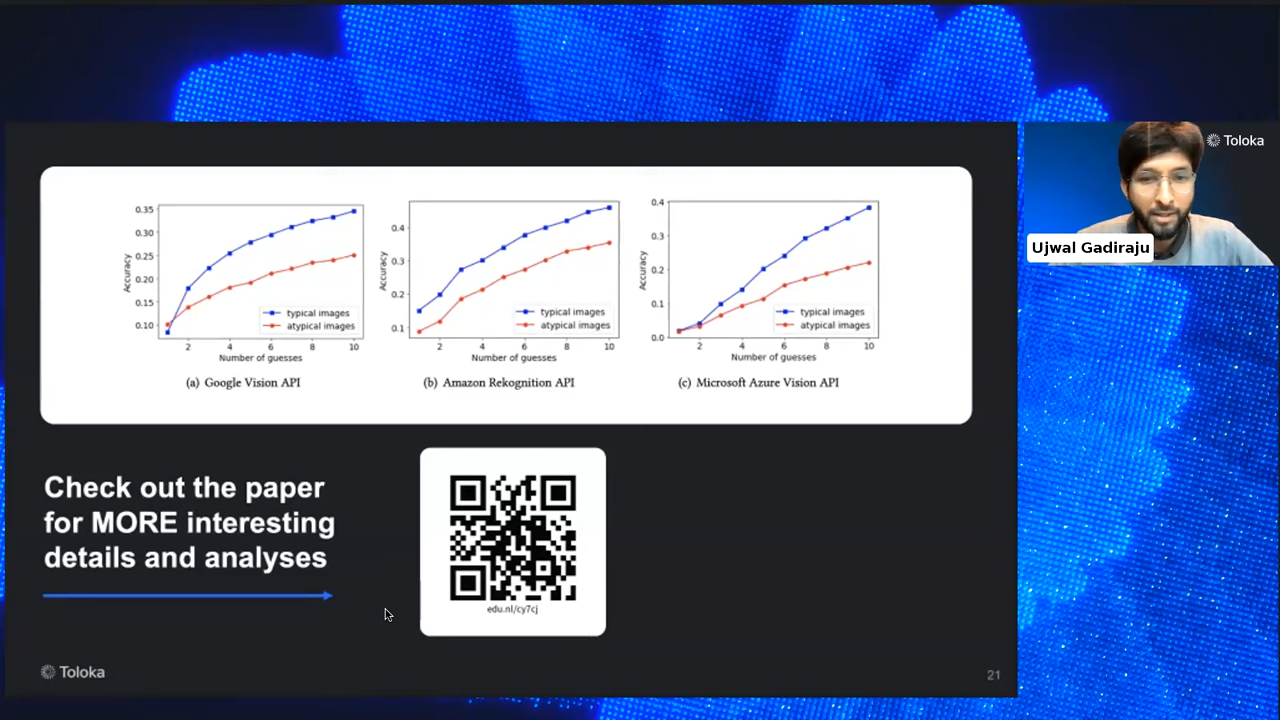 Toloka
Ujwal Gadiraju
0.35
0.30
0.25
0.20
0.15
0.10
Accuracy
2 4 6 8 10
Number of guesses
typical images
atypical images
(a) Google Vision API
0.4
0.3
0.2
0.1
Accuracy
2 4 6 8 10
Number of guesses
typical images
atypical images
(b) Amazon Rekognition API
0.4
0.3
0.2
0.1
0.0
Accuracy
2 4 6 8 10
Number of guesses
typical images
atypical images
(c) Microsoft Azure Vision API
Check out the paper
for MORE interesting
details and analyses
edu.nl/cy7cj
Toloka
21